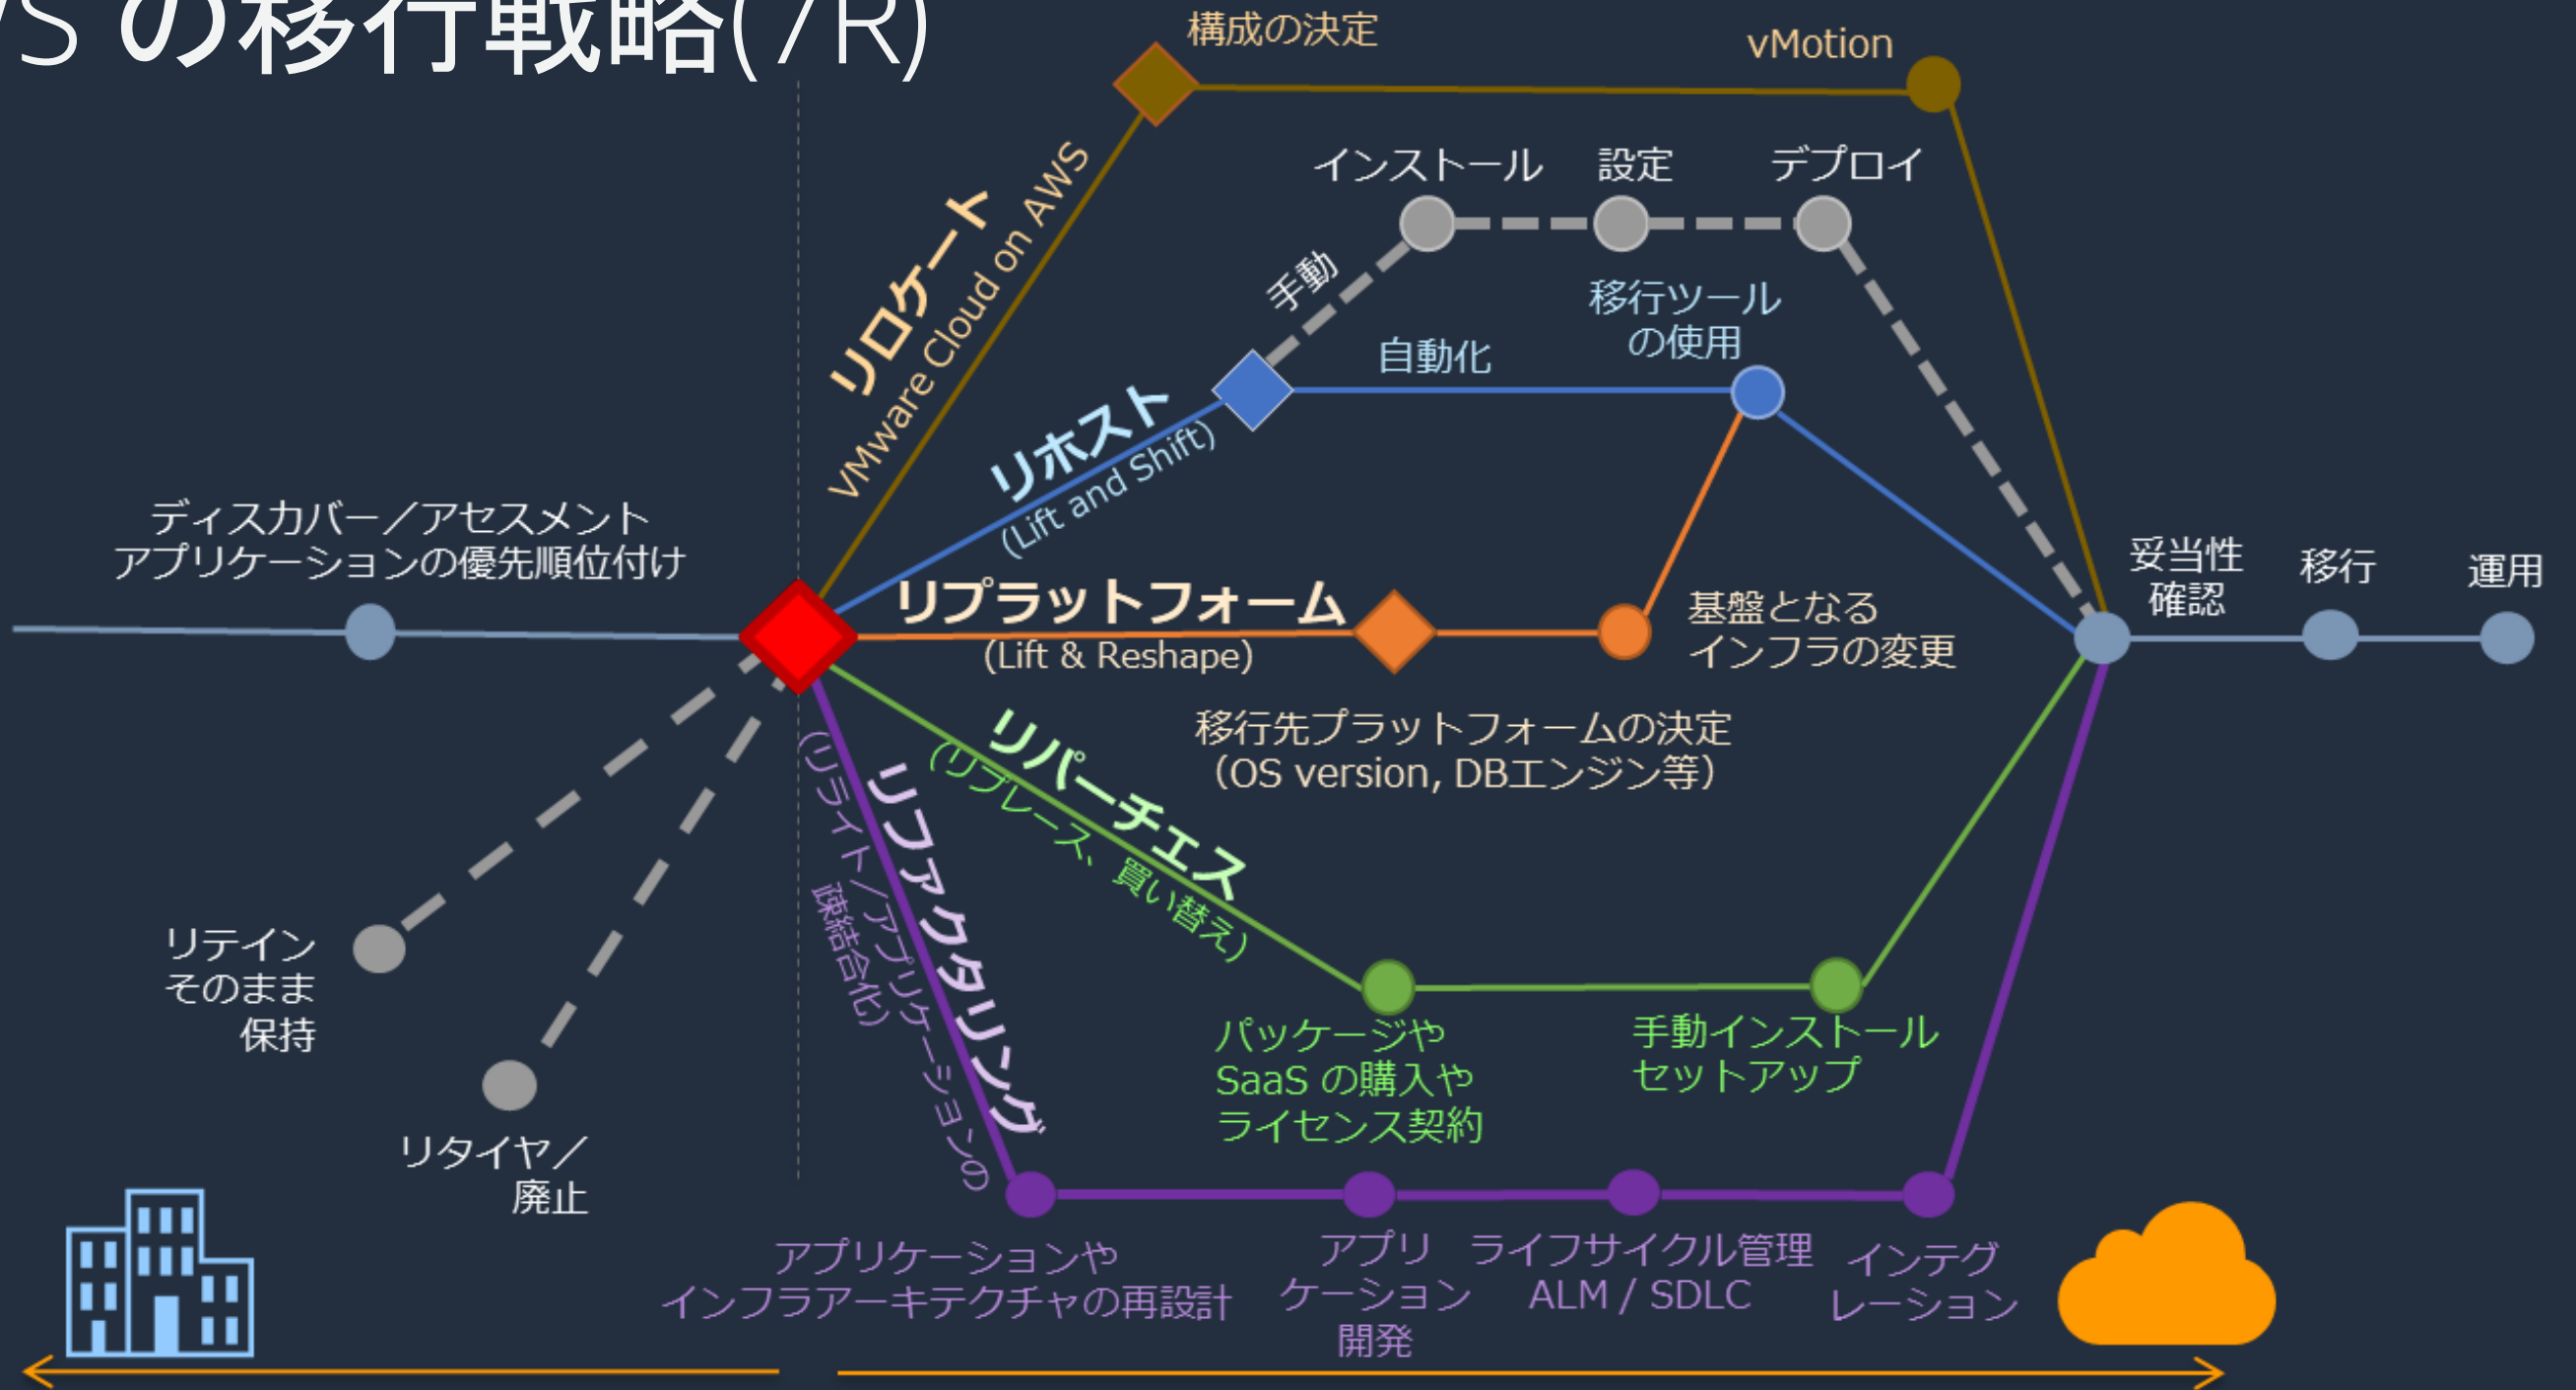 の移行戦略(7R)
構成の決定
vMotion
リロケート
VMware Cloud on AWS
インストール
設定
デプロイ
手動
移行ツール
の使用
自動化
リホスト
(Lift and Shift)
ディスカバー／アセスメント
アプリケーションの優先順位付け
リプラットフォーム
(Lift & Reshape)
基盤となる
インフラの変更
妥当性
確認
移行
運用
移行先プラットフォームの決定
（OS version, DBエンジン等）
リパーチェス
（リプレース、買い替え）
リファクタリング
（リライト／アプリケーションの
疎結合化）
リテイン
そのまま
保持
リタイヤ／
廃止
パッケージや
SaaS の購入や
ライセンス契約
手動インストール
セットアップ
アプリケーションや
インフラアーキテクチャの再設計
アプリ
ケーション
開発
ライフサイクル管理
ALM / SDLC
インテグ
レーション